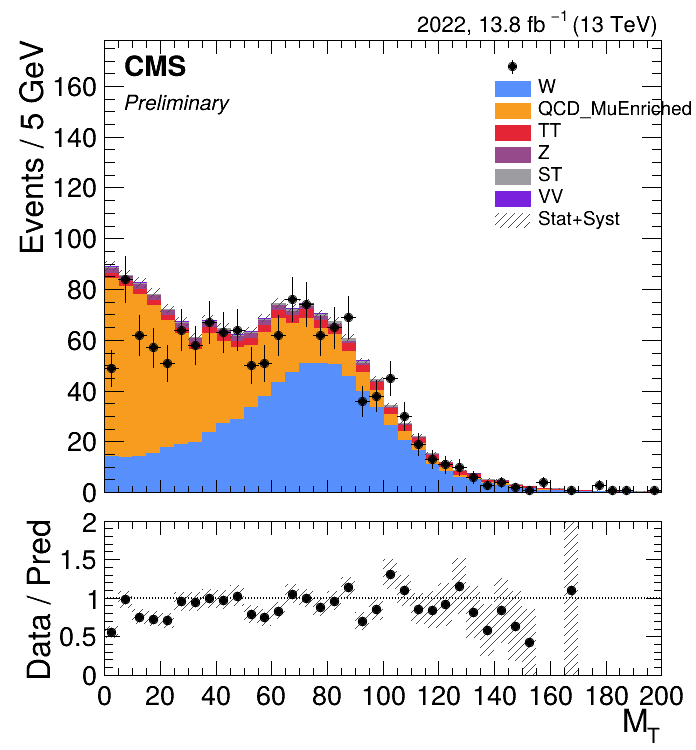 2022, 13.8 fb⁻¹ (13 TeV)
CMS
Preliminary
W
QCD_MuEnriched
TT
Z
ST
VV
Stat+Syst
Events / 5 GeV
160
140
120
100
80
60
40
20
0
Data / Pred
2
1.5
1
0.5
0
0 20 40 60 80 100 120 140 160 180 200
M_T